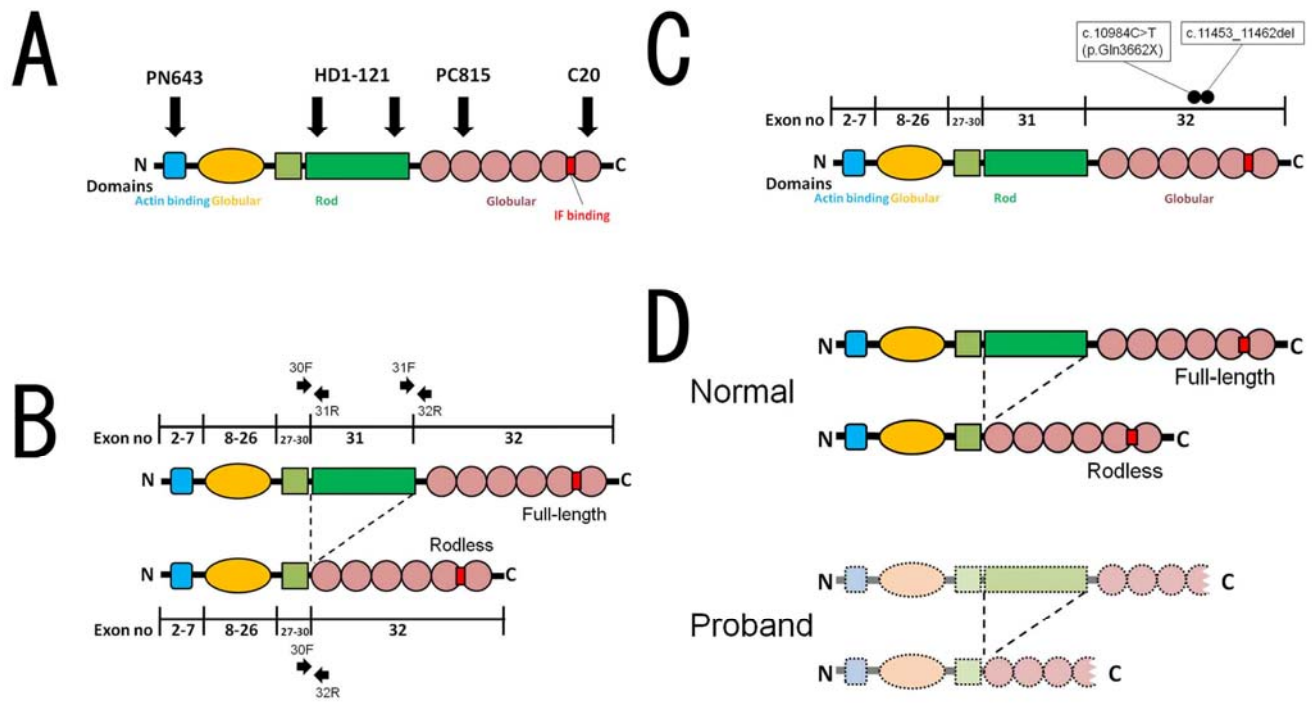 A
PN643 HD1-121 PC815 C20
N C
Domains
Actin binding Globular Rod Globular
IF binding
B
30F 31F
31R 32R
Exon no 2-7 8-26 27-30 31 32
N C
Full-length
Rodless
N C
Exon no 2-7 8-26 27-30 32
30F
32R
C
c.10984C>T
(p.Gln3662X)
c.11453_11462del
Exon no 2-7 8-26 27-30 31 32
N C
Domains
Actin binding Globular Rod Globular
D
Normal
N C
Full-length
N C
Rodless
Proband
N C
N C